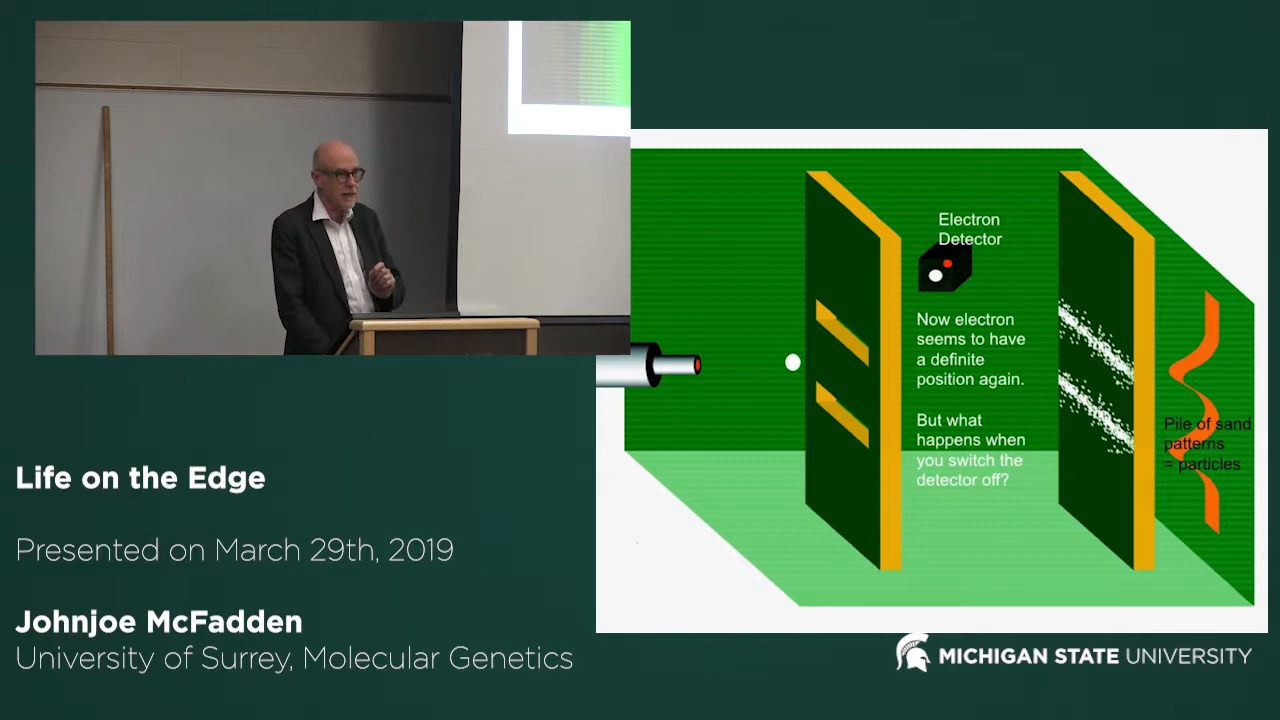 Electron
Detector
Now electron
seems to have
a definite
position again.
But what
happens when
you switch the
detector off?
Pile of sand
patterns
= particles
Life on the Edge
Presented on March 29th, 2019
Johnjoe McFadden
University of Surrey, Molecular Genetics
MICHIGAN STATE UNIVERSITY